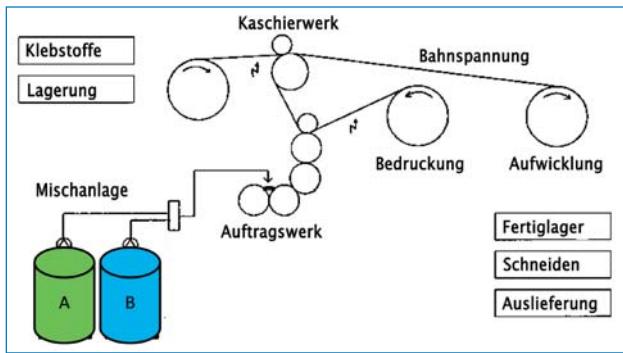 Kaschierwerk
Klebstoffe
Bahnspannung
Lagerung
Bedruckung
Aufwicklung
Mischanlage
Auftragswerk
Fertiglager
Schneiden
Auslieferung
A
B